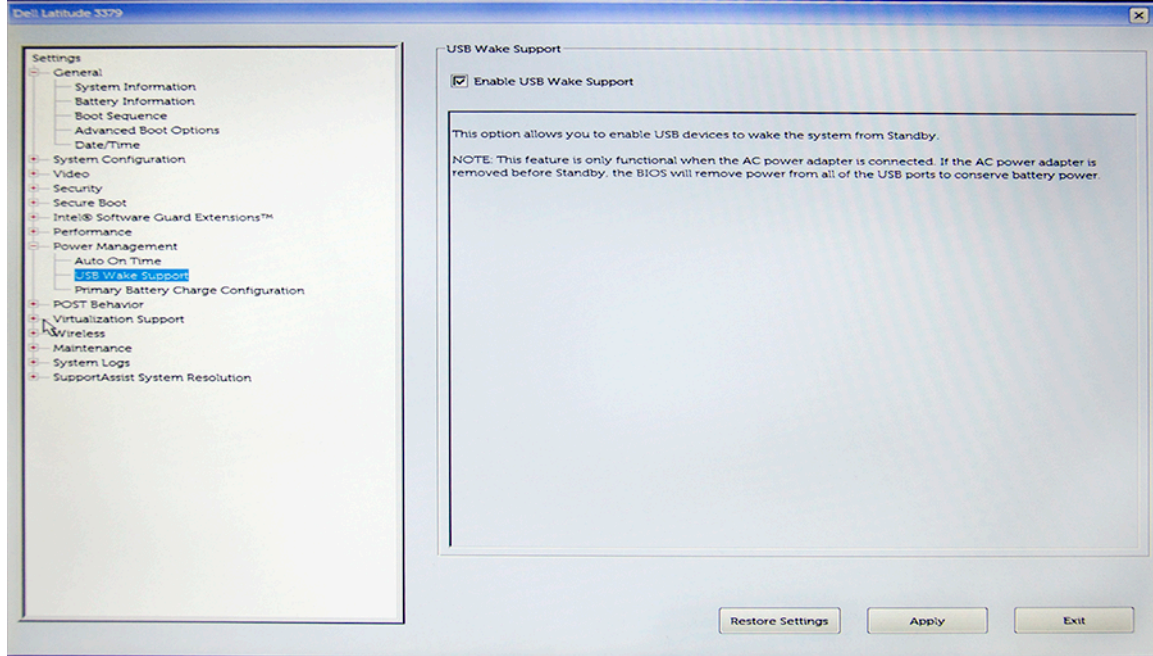 Dell Latitude 3379
Settings
General
System Information
Battery Information
Boot Sequence
Advanced Boot Options
Date/Time
System Configuration
Video
Security
Secure Boot
Intel® Software Guard Extensions™
Performance
Power Management
Auto On Time
USB Wake Support
Primary Battery Charge Configuration
POST Behavior
Virtualization Support
Wireless
Maintenance
System Logs
SupportAssist System Resolution
USB Wake Support
Enable USB Wake Support
This option allows you to enable USB devices to wake the system from Standby.
NOTE: This feature is only functional when the AC power adapter is connected. If the AC power adapter is
removed before Standby, the BIOS will remove power from all of the USB ports to conserve battery power.
Restore Settings
Apply
Exit